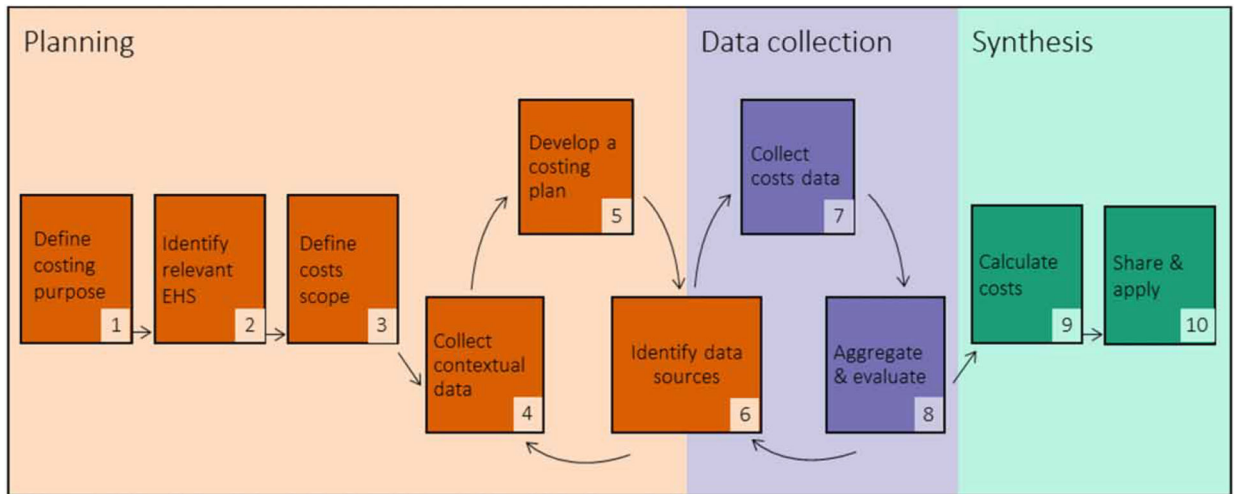 Planning
Data collection
Synthesis
Define
costing
purpose
1
Identify
relevant
EHS
2
Define
costs
scope
3
Collect
contextual
data
4
Develop a
costing
plan
5
Identify data
sources
6
Collect
costs data
7
Aggregate
& evaluate
8
Calculate
costs
9
Share &
apply
10